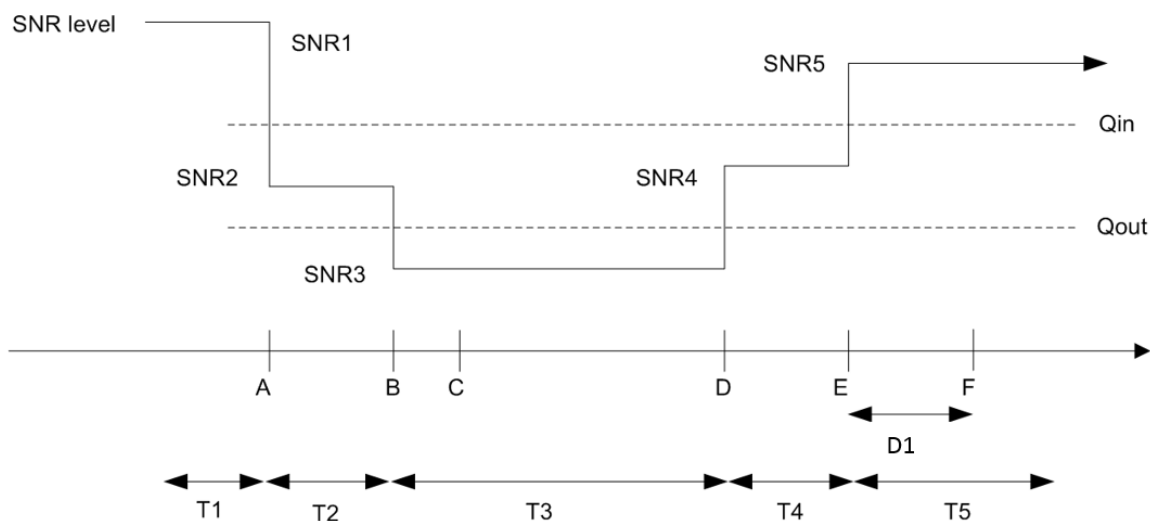 SNR level
SNR1
SNR5
Qin
SNR2
SNR4
Qout
SNR3
A
B
C
D
E
F
D1
T1
T2
T3
T4
T5